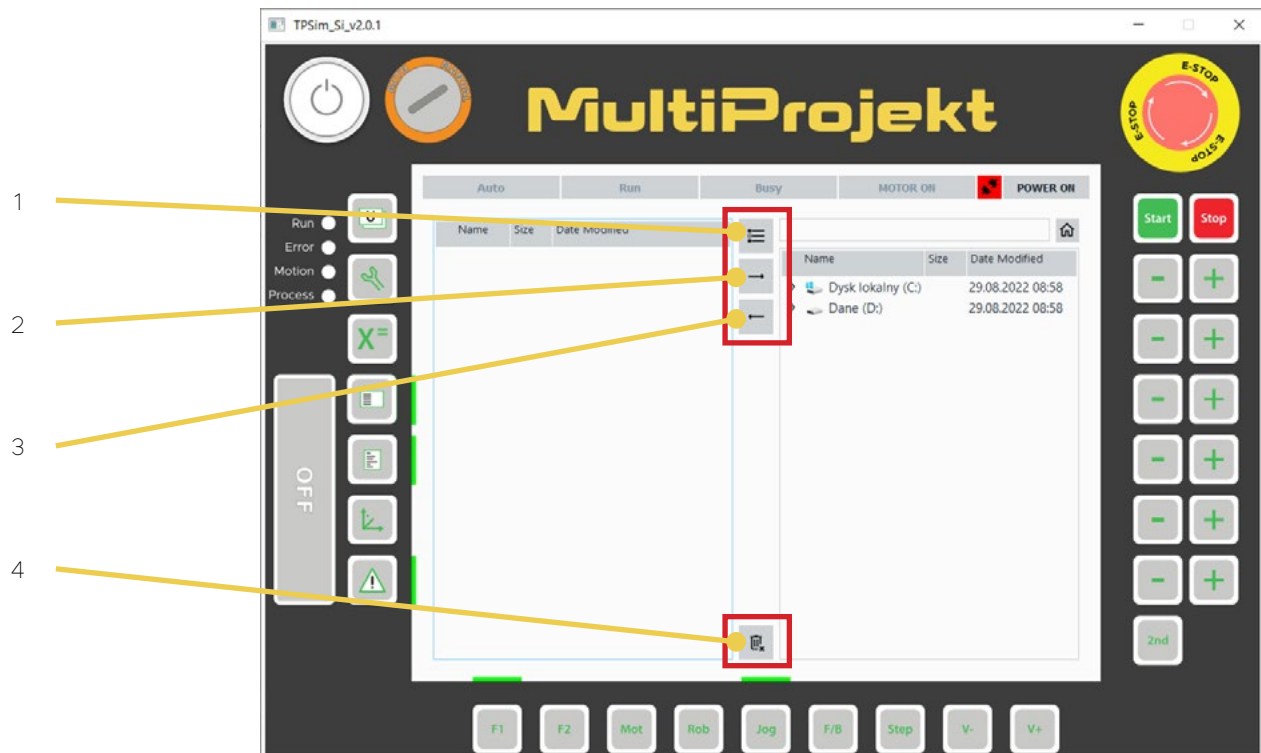 TPSim_Si_v2.0.1
MultiProjekt
E-STOP
E-STOP
E-STOP
Auto Run Busy MOTOR ON POWER ON
1
2
3
4
Run
Error
Motion
Process
Name Size Date Modified
Name Size Date Modified
Dysk lokalny (C:) 29.08.2022 08:58
Dane (D:) 29.08.2022 08:58
X=
OFF
Start Stop
- +
- +
- +
- +
- +
- +
2nd
F1 F2 Mot Rob Jog F/B Step V- V+